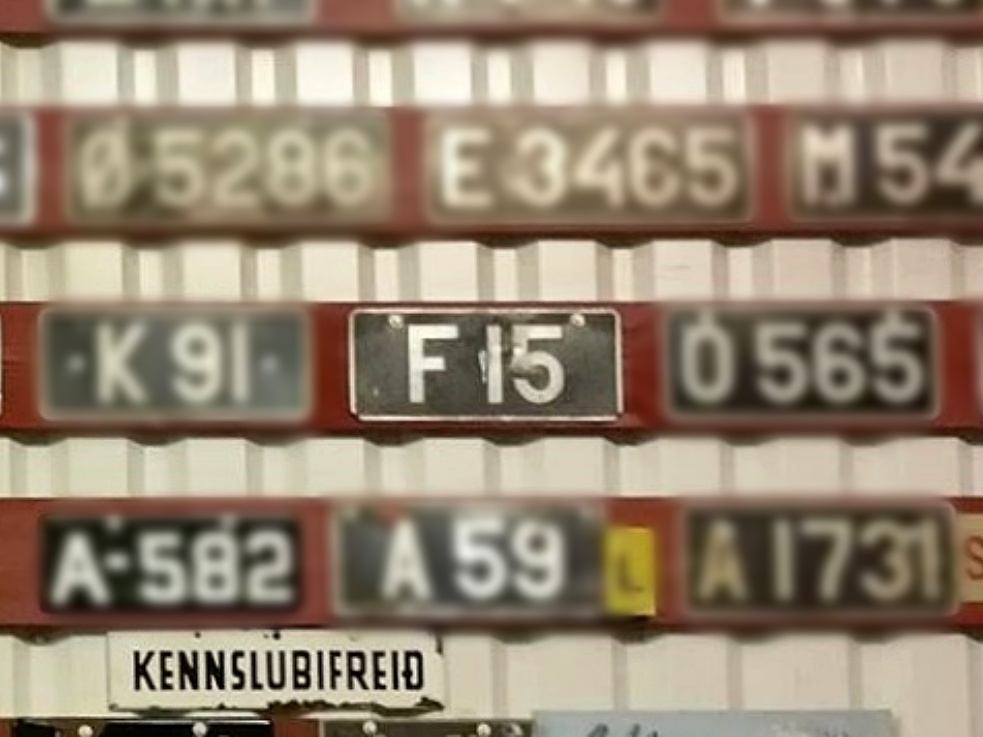 Ø 5286 E 3465 M 54
K 91 F 15 Ö 565
A-582 A 59 L A 1731 S
KENNSLUBIFREIÐ